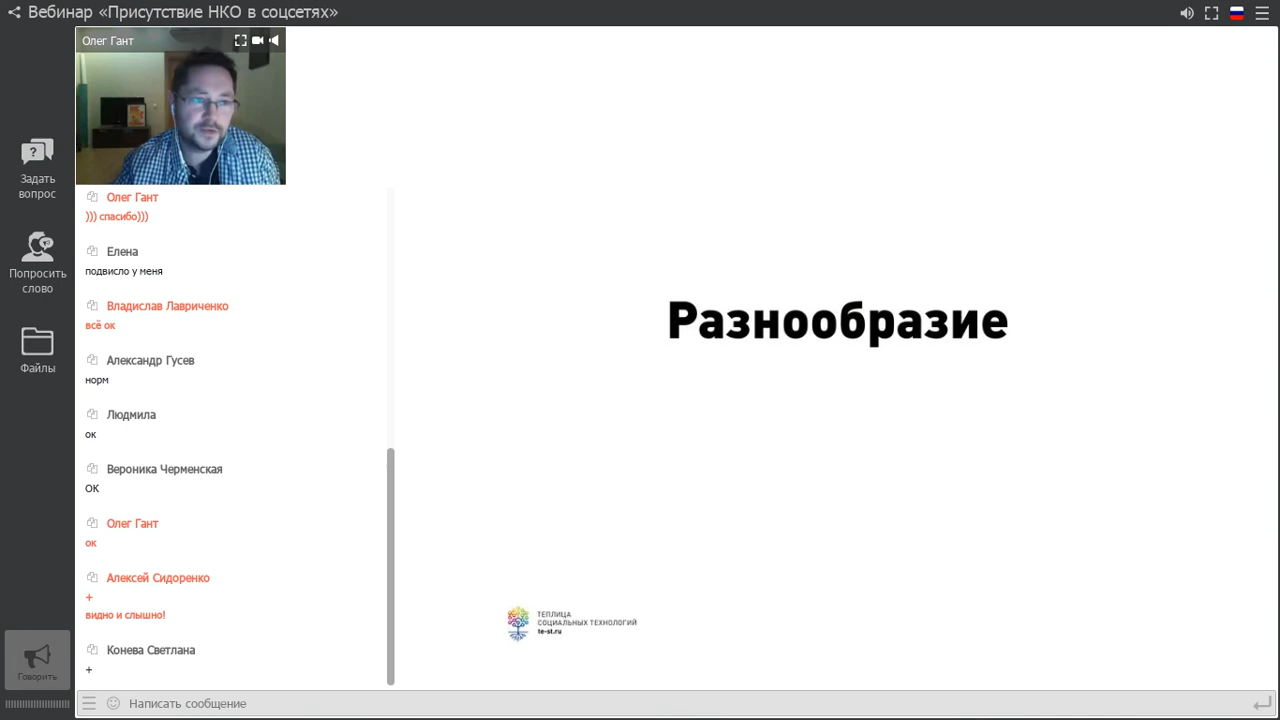 Вебинар «Присутствие НКО в соцсетях»
Олег Гант
Задать
вопрос
Попросить
слово
Файлы
Говорить
Олег Гант
))) спасибо)))
Елена
подвисло у меня
Владислав Лавриченко
всё ок
Александр Гусев
норм
Людмила
ок
Вероника Черменская
ОК
Олег Гант
ок
Алексей Сидоренко
+
видно и слышно!
Конева Светлана
+
Написать сообщение
Разнообразие
ТЕПЛИЦА
СОЦИАЛЬНЫХ ТЕХНОЛОГИЙ
te-st.ru